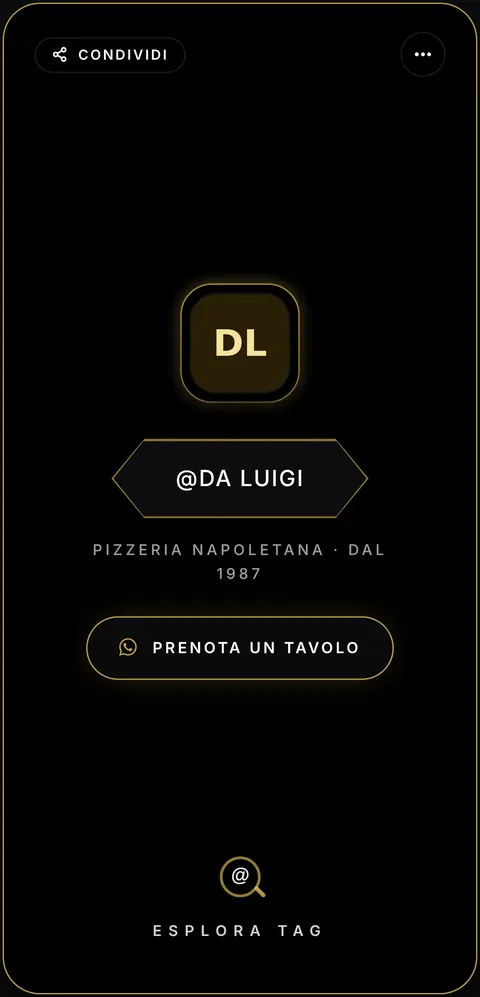 CONDIVIDI
DL
@DA LUIGI
PIZZERIA NAPOLETANA · DAL
1987
PRENOTA UN TAVOLO
@
ESPLORA TAG